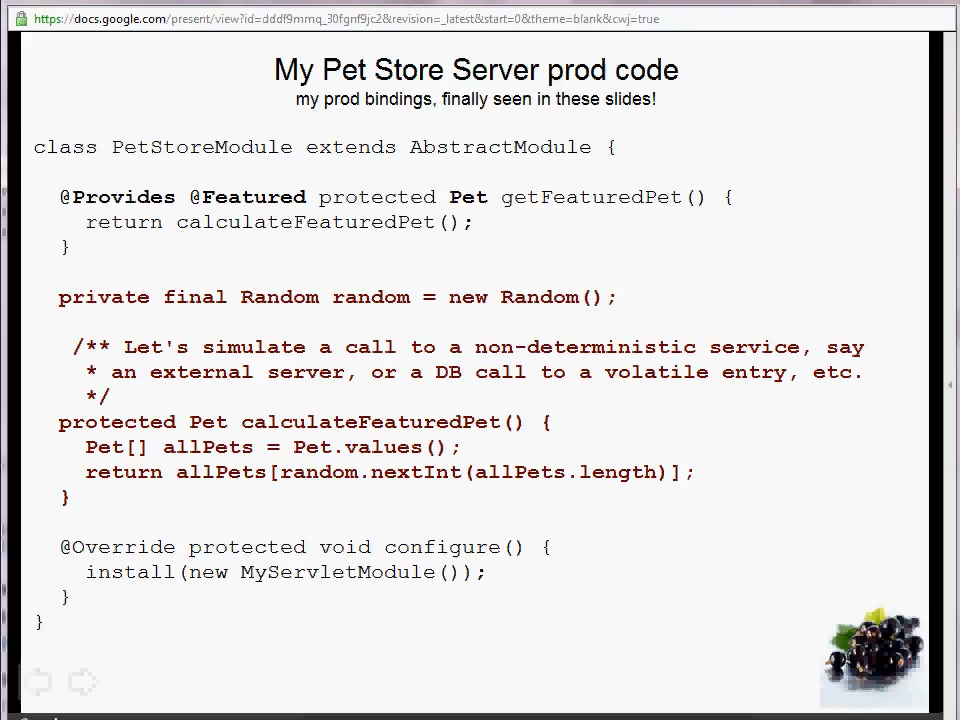 https://docs.google.com/present/view?id=dddf9mmq_30fgnf9jc2&revision=_latest&start=0&theme=blank&cwj=true
My Pet Store Server prod code
my prod bindings, finally seen in these slides!
class PetStoreModule extends AbstractModule {
@Provides @Featured protected Pet getFeaturedPet() {
return calculateFeaturedPet();
}
private final Random random = new Random();
/** Let's simulate a call to a non-deterministic service, say
* an external server, or a DB call to a volatile entry, etc.
*/
protected Pet calculateFeaturedPet() {
Pet[] allPets = Pet.values();
return allPets[random.nextInt(allPets.length)];
}
@Override protected void configure() {
install(new MyServletModule());
}
}